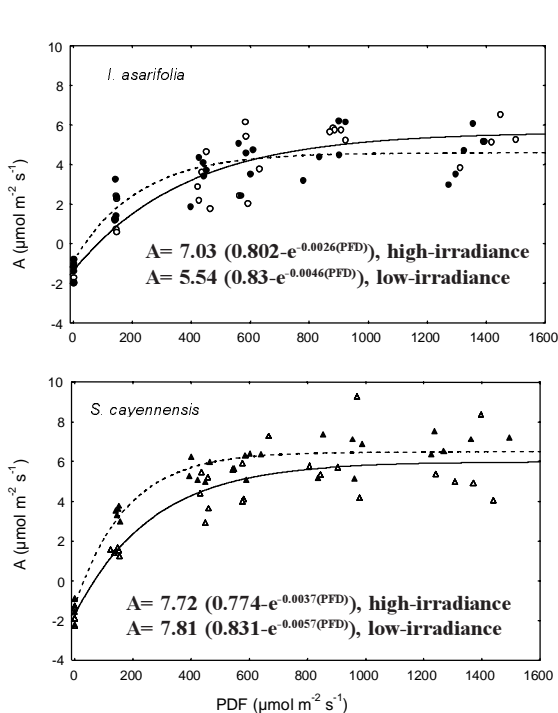 10
8
6
4
2
0
-2
-4
A (µmol m-2 s-1)
I. asarifolia
A= 7.03 (0.802-e-0.0026(PFD)), high-irradiance
A= 5.54 (0.83-e-0.0046(PFD)), low-irradiance
0 200 400 600 800 1000 1200 1400 1600
10
8
6
4
2
0
-2
-4
A (µmol m-2 s-1)
S. cayennensis
A= 7.72 (0.774-e-0.0037(PFD)), high-irradiance
A= 7.81 (0.831-e-0.0057(PFD)), low-irradiance
0 200 400 600 800 1000 1200 1400 1600
PDF (µmol m-2 s-1)